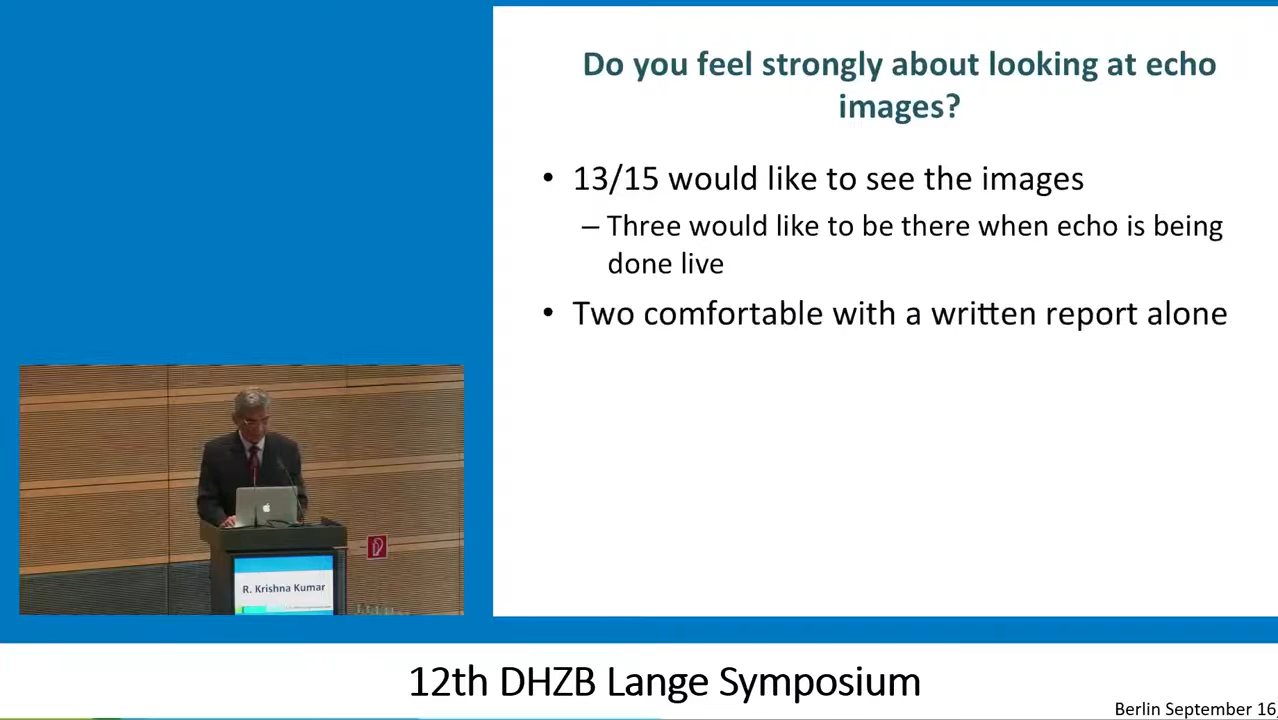 Do you feel strongly about looking at echo
images?
• 13/15 would like to see the images
– Three would like to be there when echo is being
done live
• Two comfortable with a written report alone
R. Krishna Kumar
12th DHZB Lange Symposium
Berlin September 16,